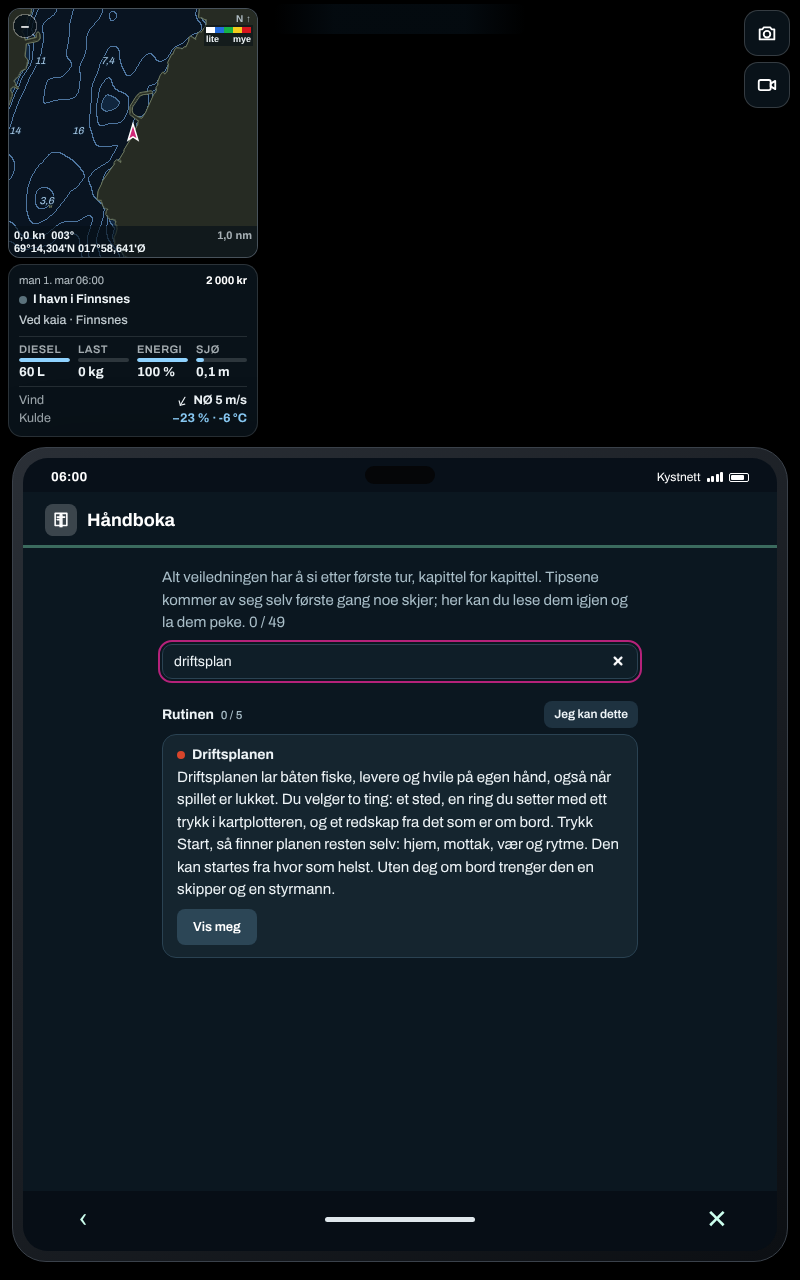 N ↑
lite mye
11
7,4
14
16
3,6
0,0 kn 003° 1,0 nm
69°14,304'N 017°58,641'Ø
man 1. mar 06:00 2 000 kr
I havn i Finnsnes
Ved kaia · Finnsnes
DIESEL LAST ENERGI SJØ
60 L 0 kg 100 % 0,1 m
Vind ↙ NØ 5 m/s
Kulde −23 % · -6 °C
06:00 Kystnett
Håndboka
Alt veiledningen har å si etter første tur, kapittel for kapittel. Tipsene
kommer av seg selv første gang noe skjer; her kan du lese dem igjen og
la dem peke. 0 / 49
driftsplan ×
Rutinen 0 / 5 Jeg kan dette
Driftsplanen
Driftsplanen lar båten fiske, levere og hvile på egen hånd, også når
spillet er lukket. Du velger to ting: et sted, en ring du setter med ett
trykk i kartplotteren, og et redskap fra det som er om bord. Trykk
Start, så finner planen resten selv: hjem, mottak, vær og rytme. Den
kan startes fra hvor som helst. Uten deg om bord trenger den en
skipper og en styrmann.
Vis meg